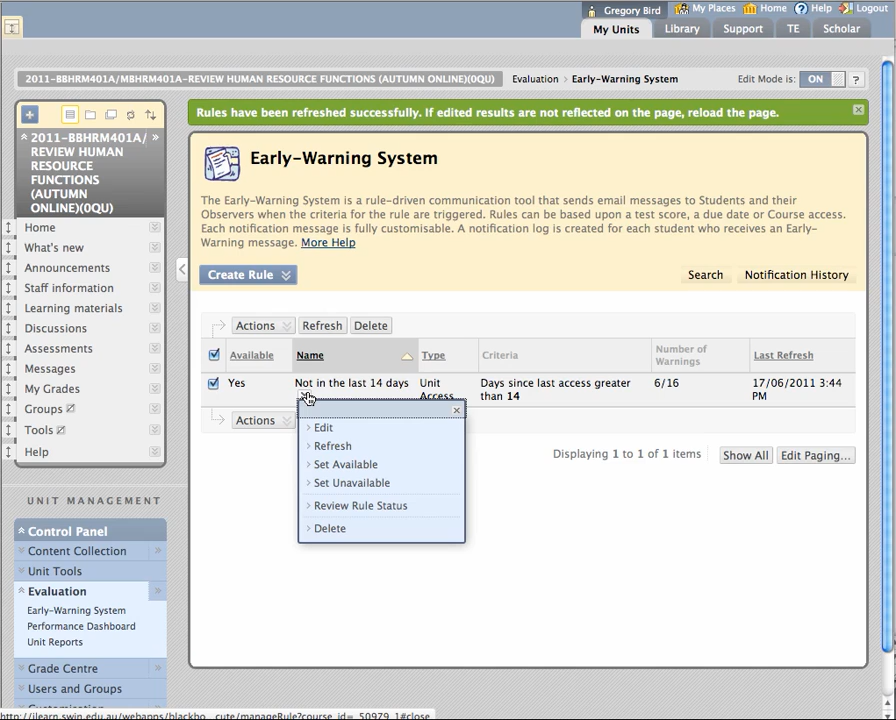 Gregory Bird My Places Home Help Logout
My Units Library Support TE Scholar
2011-BBHRM401A/MBHRM401A-REVIEW HUMAN RESOURCE FUNCTIONS (AUTUMN ONLINE)(0QU) Evaluation > Early-Warning System Edit Mode is: ON ?
Rules have been refreshed successfully. If edited results are not reflected on the page, reload the page.
2011-BBHRM401A/
REVIEW HUMAN
RESOURCE
FUNCTIONS
(AUTUMN
ONLINE)(0QU)
Home
What's new
Announcements
Staff information
Learning materials
Discussions
Assessments
Messages
My Grades
Groups
Tools
Help
UNIT MANAGEMENT
Control Panel
Content Collection
Unit Tools
Evaluation
Early-Warning System
Performance Dashboard
Unit Reports
Grade Centre
Users and Groups
Early-Warning System
The Early-Warning System is a rule-driven communication tool that sends email messages to Students and their
Observers when the criteria for the rule are triggered. Rules can be based upon a test score, a due date or Course access.
Each notification message is fully customisable. A notification log is created for each student who receives an Early-
Warning message. More Help
Create Rule Search Notification History
Actions Refresh Delete
Available Name Type Criteria Number of Warnings Last Refresh
Yes Not in the last 14 days Unit Access Days since last access greater than 14 6/16 17/06/2011 3:44 PM
Actions
Edit
Refresh
Set Available
Set Unavailable
Review Rule Status
Delete
Displaying 1 to 1 of 1 items Show All Edit Paging...